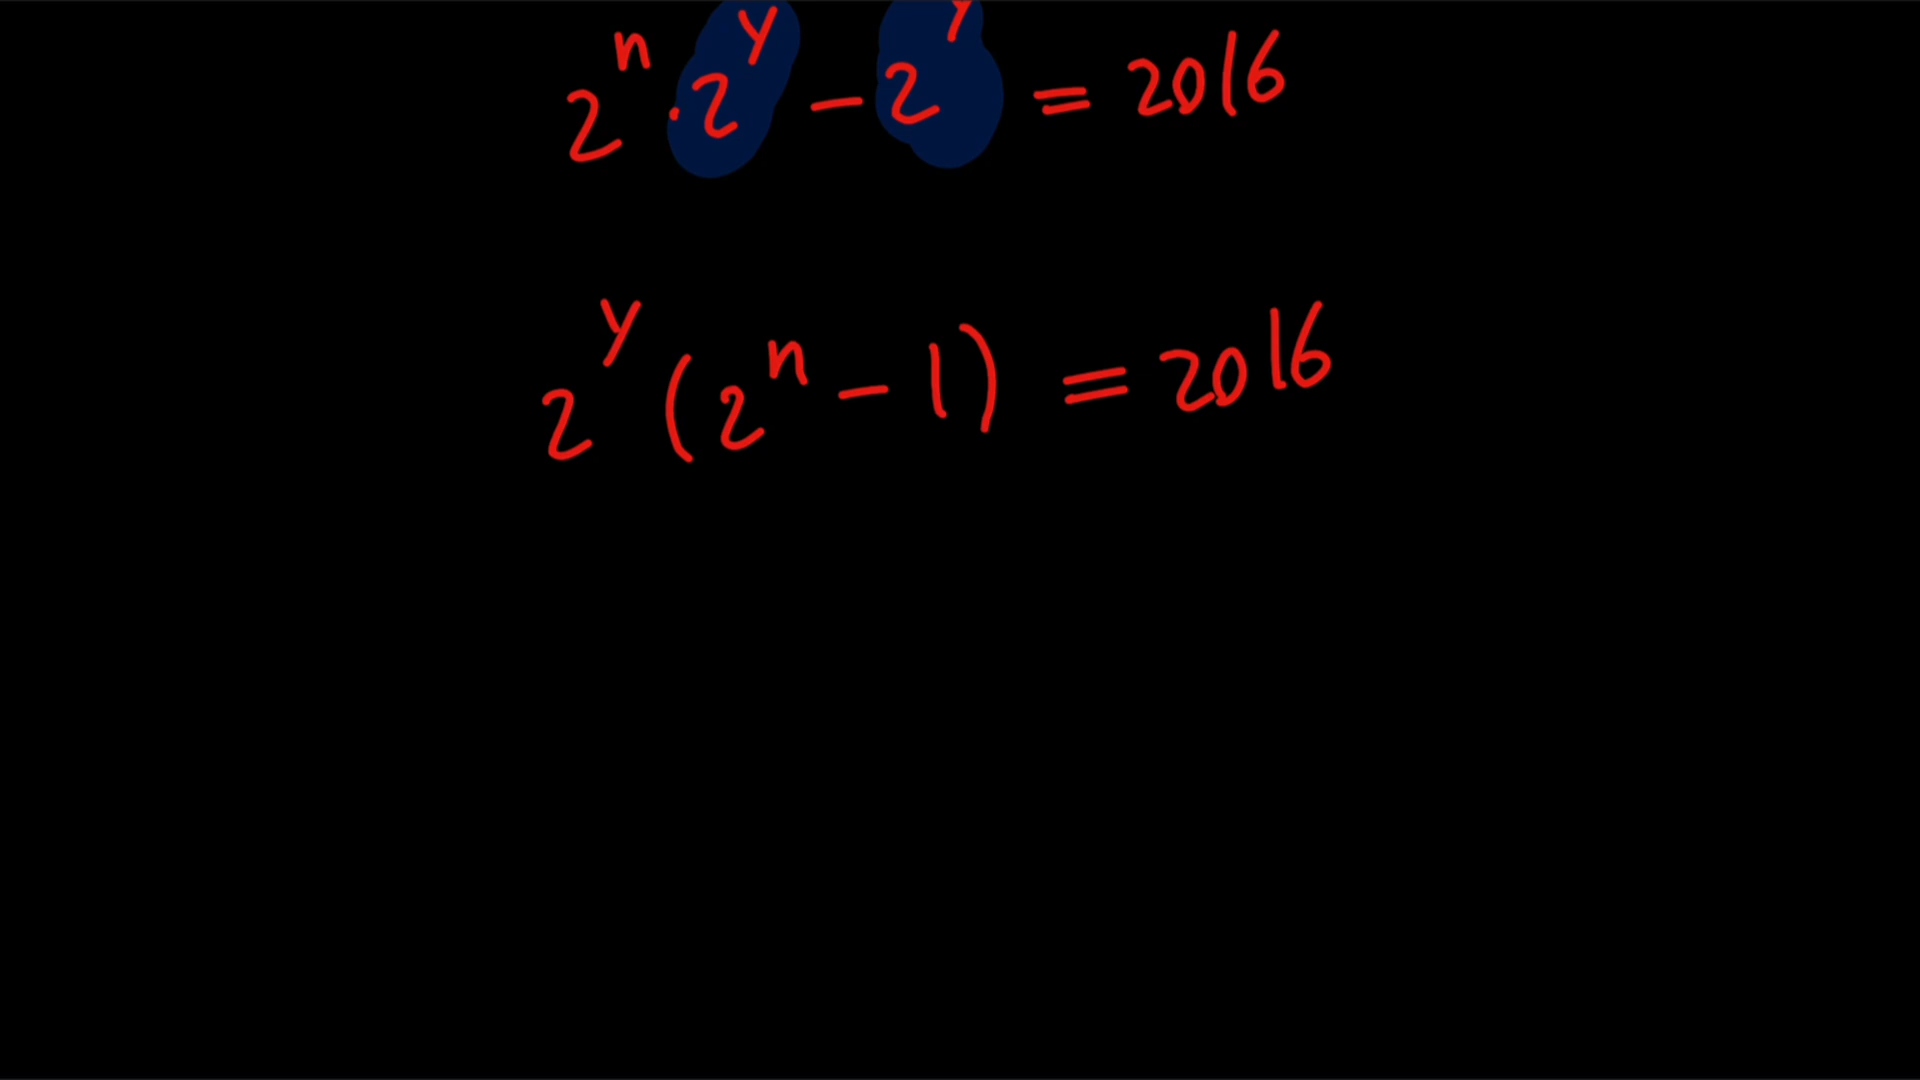 2^n · 2^y − 2^y = 2016
2^y (2^n − 1) = 2016